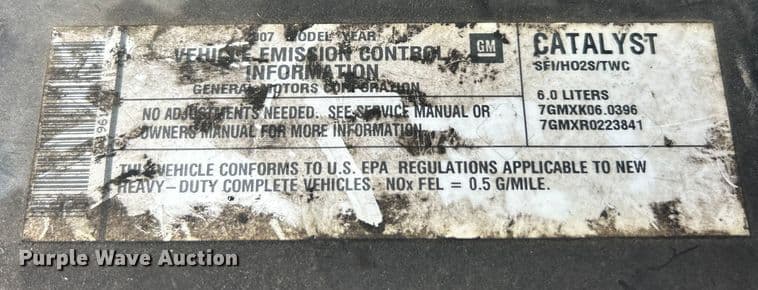 MODEL YEAR
VEHICLE EMISSION CONTROL
INFORMATION
GENERAL MOTORS CORPORATION
NO ADJUSTMENTS NEEDED. SEE SERVICE MANUAL OR
OWNERS MANUAL FOR MORE INFORMATION.
GM
CATALYST
SFI/HO2S/TWC
6.0 LITERS
7GMXK06.0396
7GMXR0223841
THIS VEHICLE CONFORMS TO U.S. EPA REGULATIONS APPLICABLE TO NEW
HEAVY-DUTY COMPLETE VEHICLES. NOx FEL = 0.5 G/MILE.
Purple Wave Auction